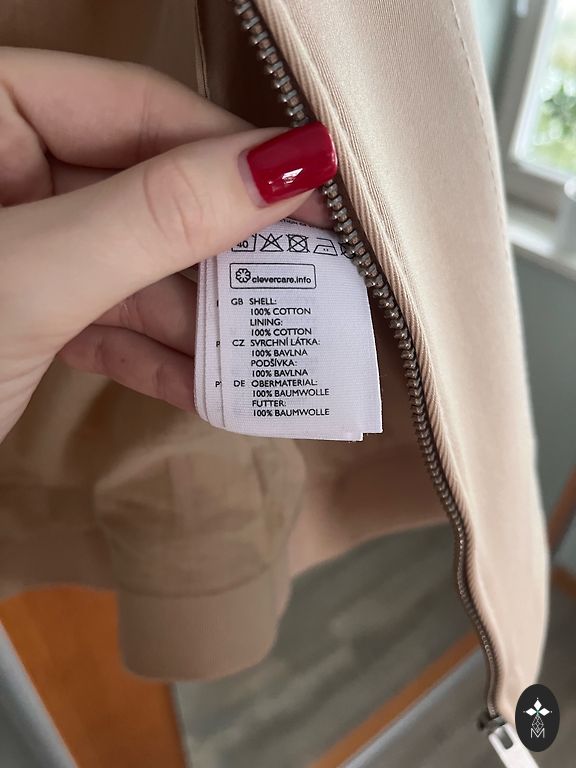 40
clevercare.info
GB SHELL:
100% COTTON
LINING:
100% COTTON
CZ SVRCHNÍ LÁTKA:
100% BAVLNA
PODŠÍVKA:
100% BAVLNA
DE OBERMATERIAL:
100% BAUMWOLLE
FUTTER:
100% BAUMWOLLE
M